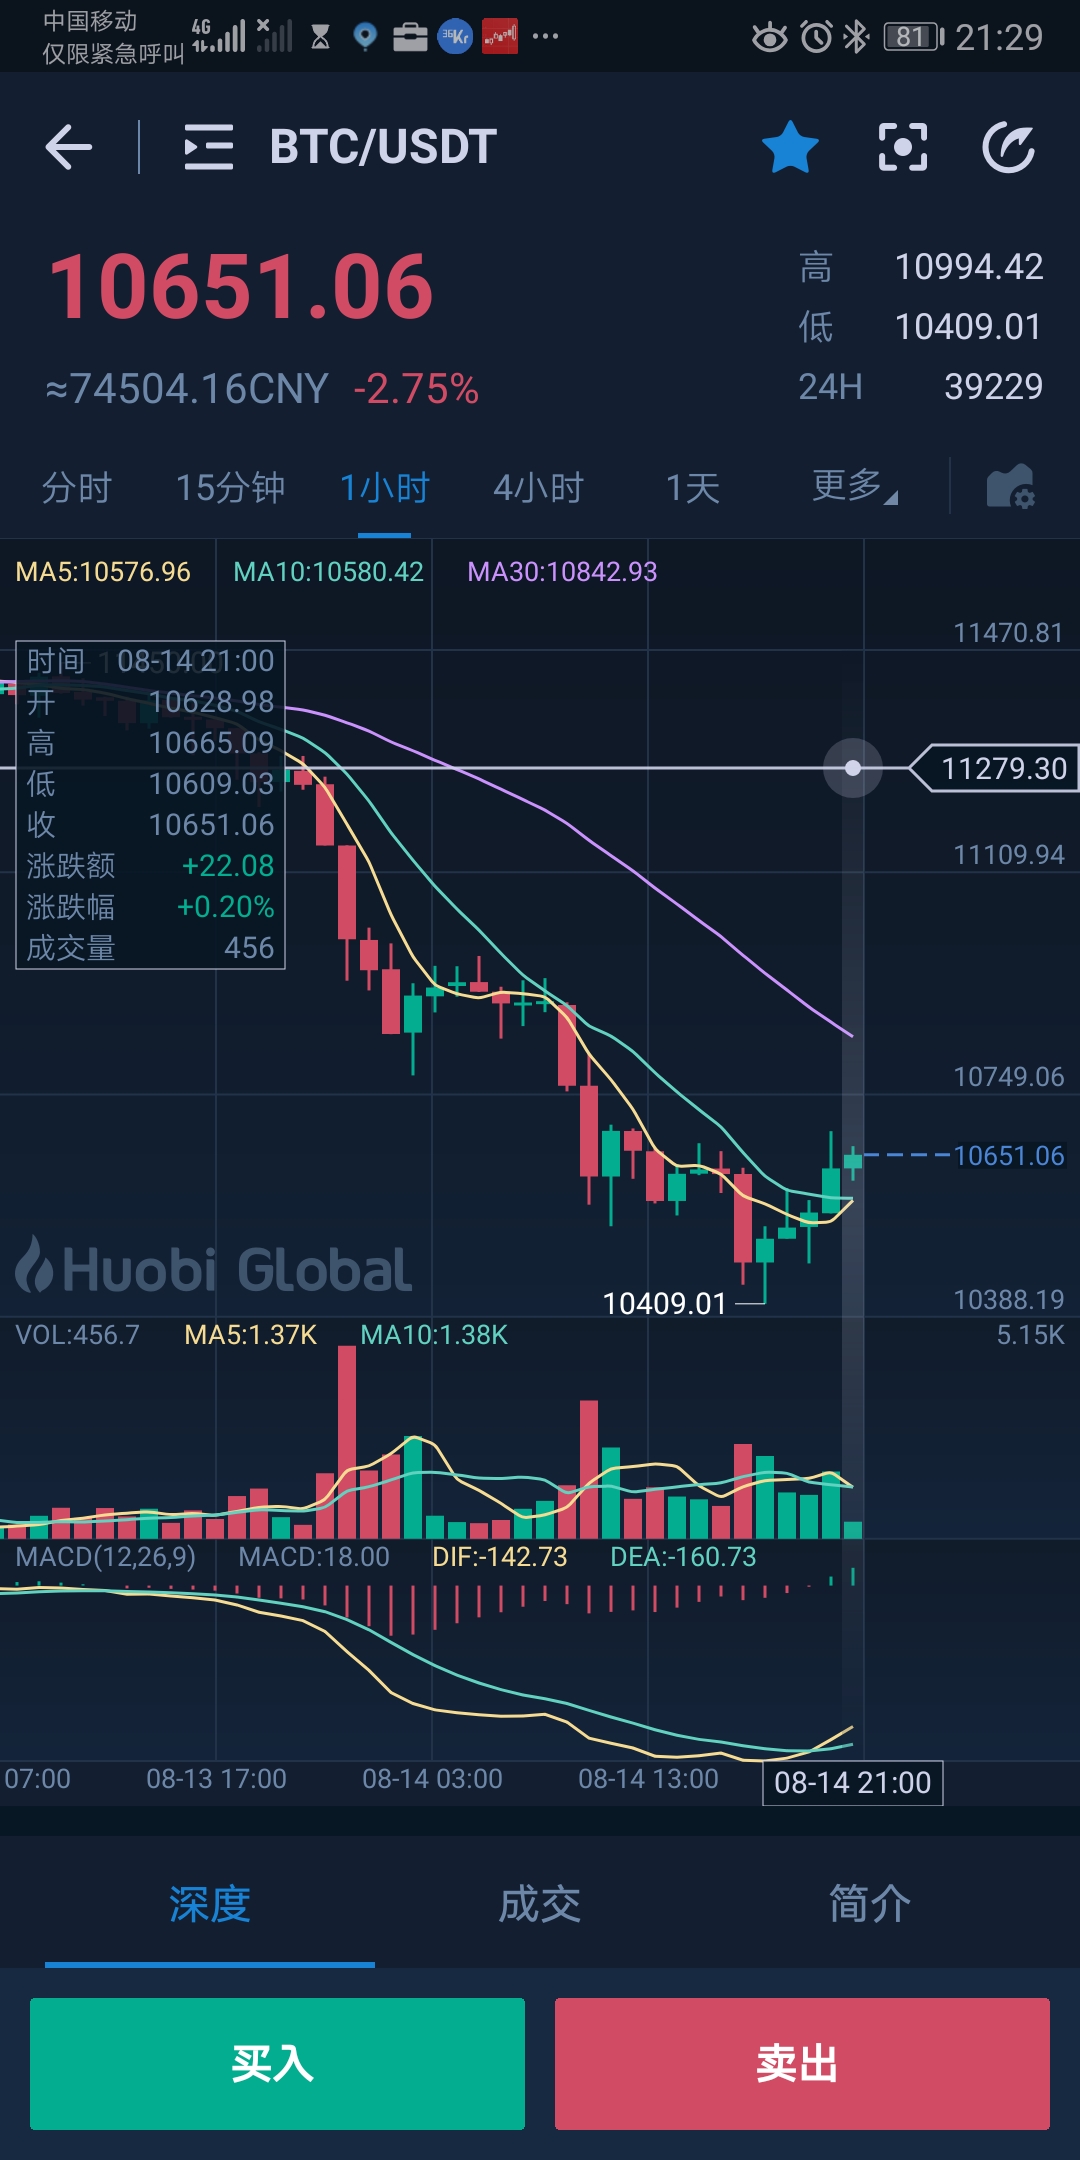 中国移动
仅限紧急呼叫
4G
36Kr
81
21:29
BTC/USDT
10651.06
高 10994.42
低 10409.01
≈74504.16CNY -2.75%
24H 39229
分时 15分钟 1小时 4小时 1天 更多
MA5:10576.96 MA10:10580.42 MA30:10842.93
11470.81
时间 08-14 21:00
开 10628.98
高 10665.09
低 10609.03
收 10651.06
涨跌额 +22.08
涨跌幅 +0.20%
成交量 456
11279.30
11109.94
10749.06
10651.06
Huobi Global
10409.01
10388.19
VOL:456.7 MA5:1.37K MA10:1.38K 5.15K
MACD(12,26,9) MACD:18.00 DIF:-142.73 DEA:-160.73
07:00 08-13 17:00 08-14 03:00 08-14 13:00 08-14 21:00
深度 成交 简介
买入 卖出